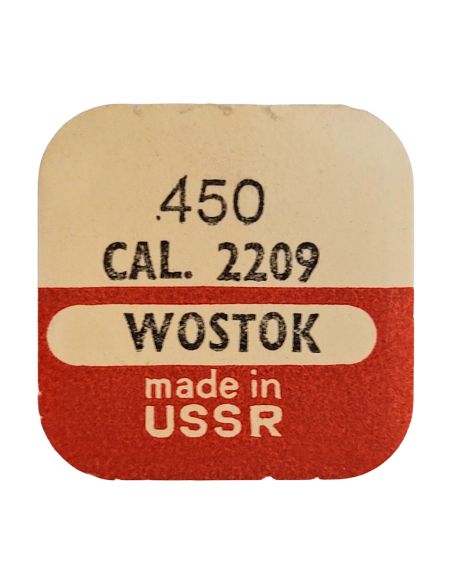 .450
CAL. 2209
WOSTOK
made in
USSR